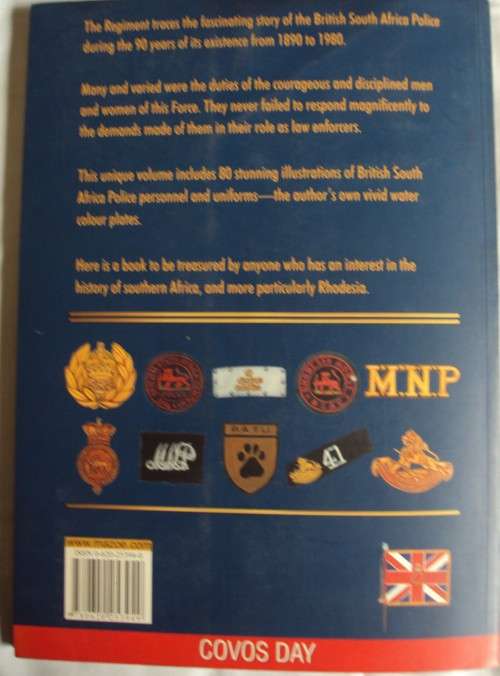 The Regiment traces the fascinating story of the British South Africa Police
during the 90 years of its existence from 1890 to 1980.
Many and varied were the duties of the courageous and disciplined men
and women of this Force. They never failed to respond magnificently to
the demands made of them in their role as law enforcers.
This unique volume includes 80 stunning illustrations of British South
Africa Police personnel and uniforms—the author's own vivid water
colour plates.
Here is a book to be treasured by anyone who has an interest in the
history of southern Africa, and more particularly Rhodesia.
M.N.P
41
www.mazoe.com
ISBN
COVOS DAY